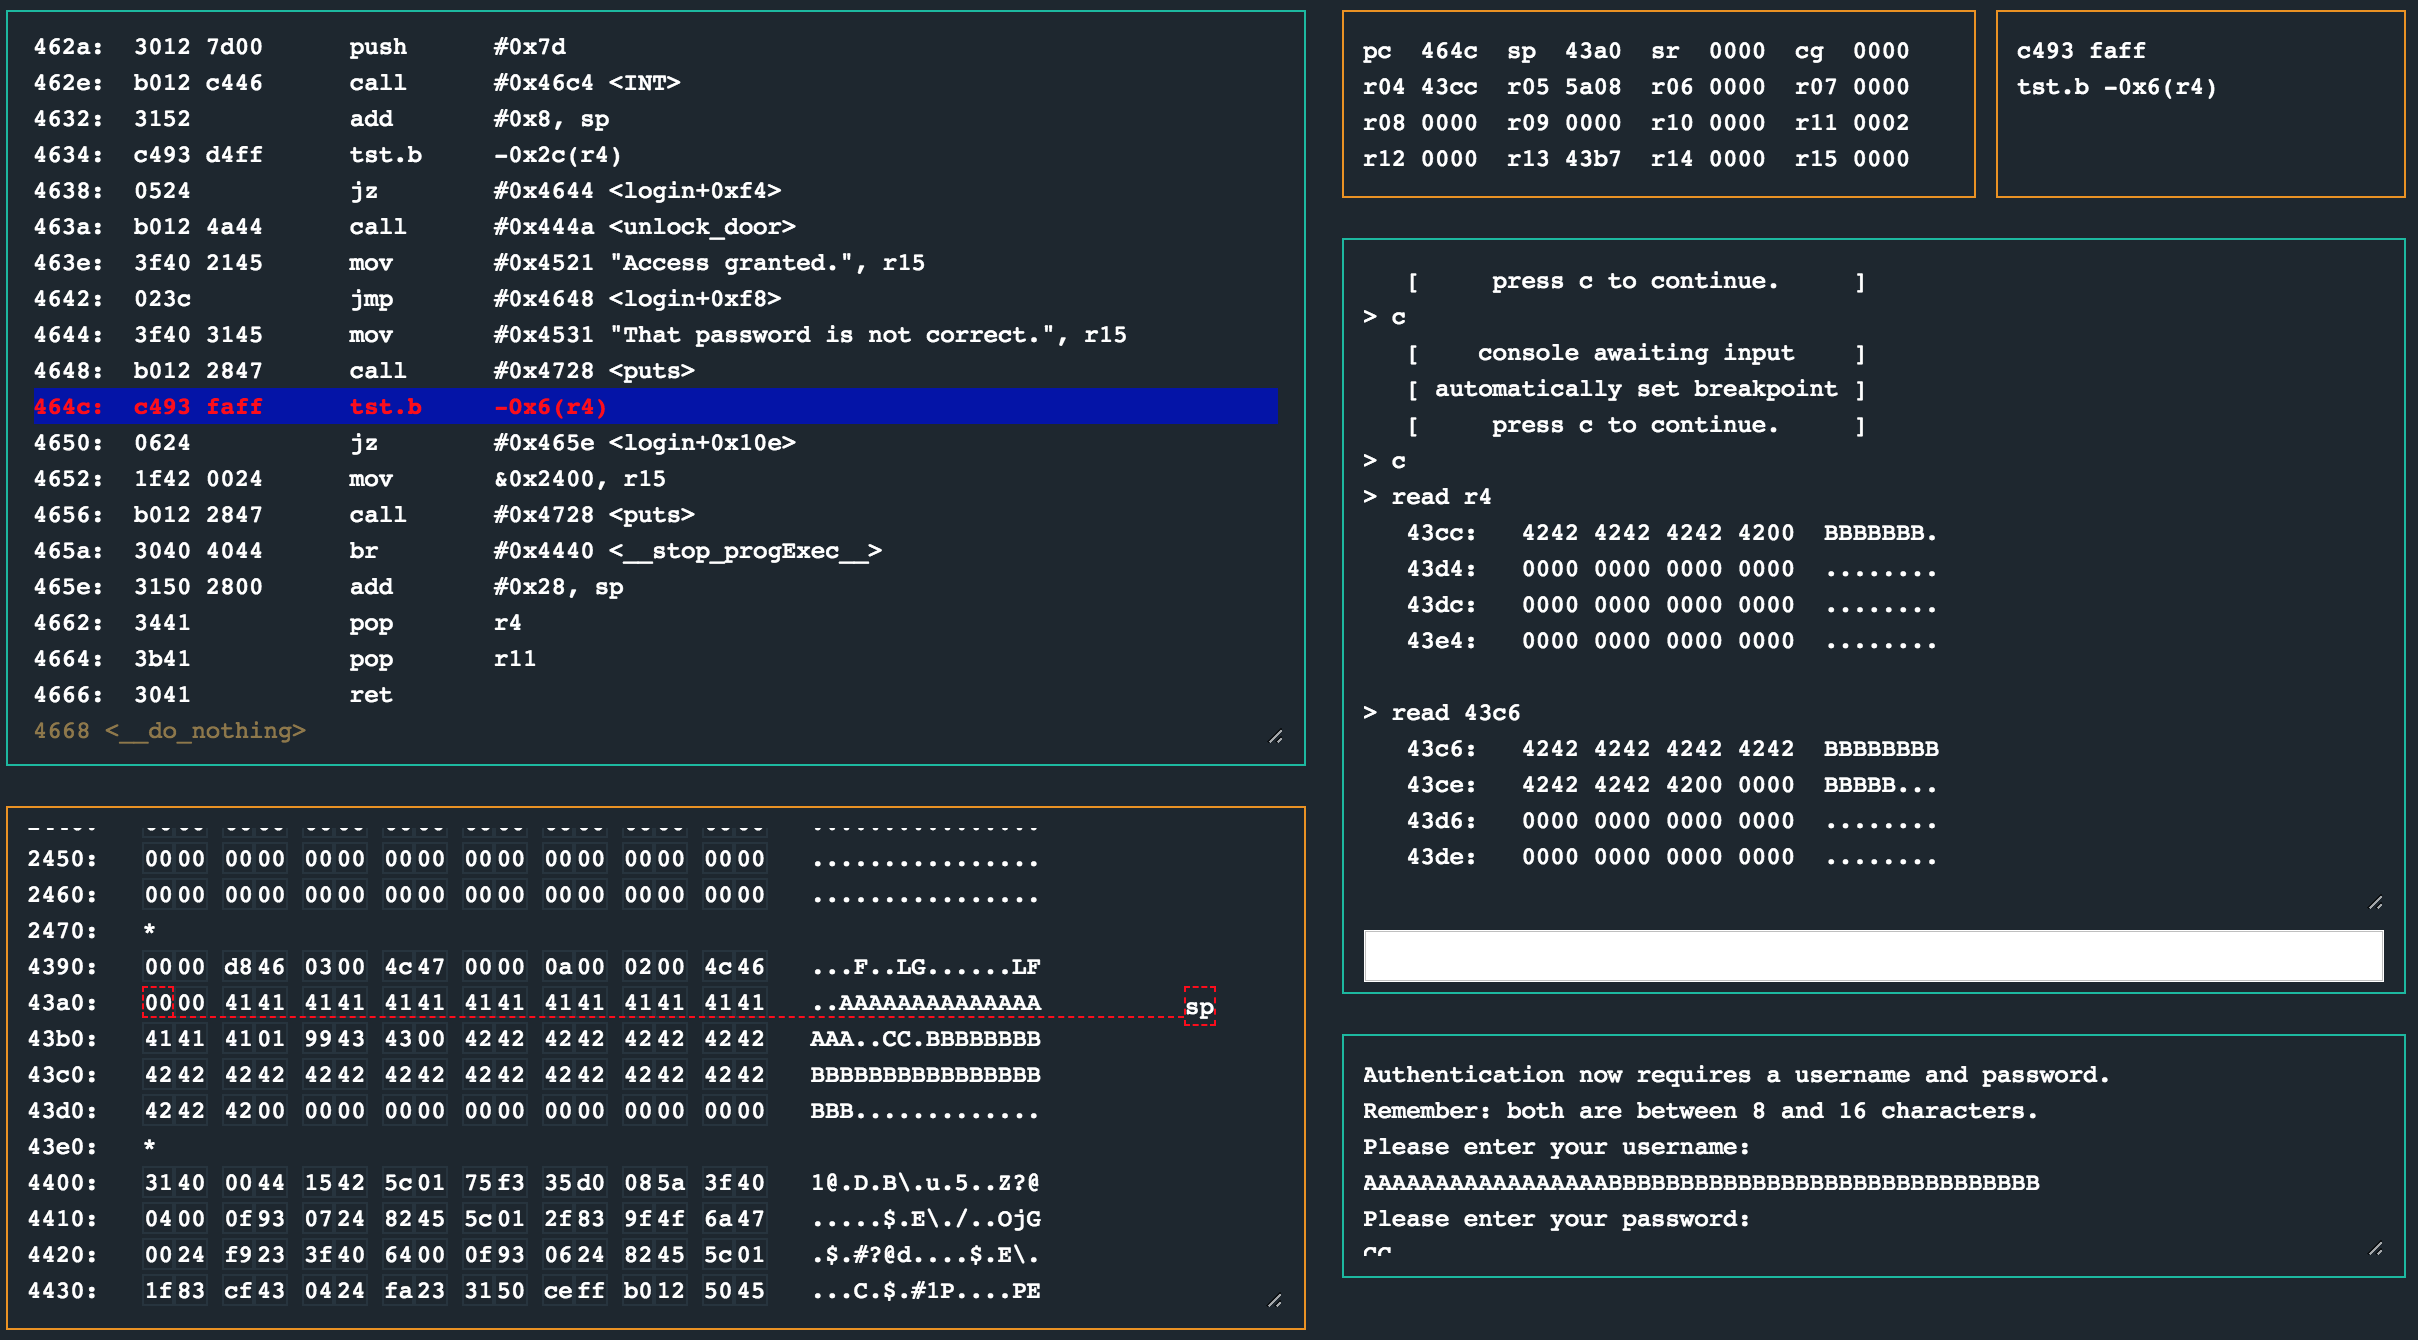 462a: 3012 7d00 push #0x7d
462e: b012 c446 call #0x46c4 <INT>
4632: 3152 add #0x8, sp
4634: c493 d4ff tst.b -0x2c(r4)
4638: 0524 jz #0x4644 <login+0xf4>
463a: b012 4a44 call #0x444a <unlock_door>
463e: 3f40 2145 mov #0x4521 "Access granted.", r15
4642: 023c jmp #0x4648 <login+0xf8>
4644: 3f40 3145 mov #0x4531 "That password is not correct.", r15
4648: b012 2847 call #0x4728 <puts>
464c: c493 faff tst.b -0x6(r4)
4650: 0624 jz #0x465e <login+0x10e>
4652: 1f42 0024 mov &0x2400, r15
4656: b012 2847 call #0x4728 <puts>
465a: 3040 4044 br #0x4440 <__stop_progExec__>
465e: 3150 2800 add #0x28, sp
4662: 3441 pop r4
4664: 3b41 pop r11
4666: 3041 ret
4668 <__do_nothing>
2450: 0000 0000 0000 0000 0000 0000 0000 0000 ................
2460: 0000 0000 0000 0000 0000 0000 0000 0000 ................
2470: *
4390: 0000 d846 0300 4c47 0000 0a00 0200 4c46 ...F..LG......LF
43a0: 0000 4141 4141 4141 4141 4141 4141 4141 ..AAAAAAAAAAAAAA sp
43b0: 4141 4101 9943 4300 4242 4242 4242 4242 AAA..CC.BBBBBBBB
43c0: 4242 4242 4242 4242 4242 4242 4242 4242 BBBBBBBBBBBBBBBB
43d0: 4242 4200 0000 0000 0000 0000 0000 0000 BBB.............
43e0: *
4400: 3140 0044 1542 5c01 75f3 35d0 085a 3f40 1@.D.B\.u.5..Z?@
4410: 0400 0f93 0724 8245 5c01 2f83 9f4f 6a47 .....$.E\./..OjG
4420: 0024 f923 3f40 6400 0f93 0624 8245 5c01 .$.#?@d....$.E\.
4430: 1f83 cf43 0424 fa23 3150 ceff b012 5045 ...C.$.#1P....PE
pc 464c sp 43a0 sr 0000 cg 0000
r04 43cc r05 5a08 r06 0000 r07 0000
r08 0000 r09 0000 r10 0000 r11 0002
r12 0000 r13 43b7 r14 0000 r15 0000
c493 faff
tst.b -0x6(r4)
[ press c to continue. ]
> c
[ console awaiting input ]
[ automatically set breakpoint ]
[ press c to continue. ]
> c
> read r4
43cc: 4242 4242 4242 4200 BBBBBBB.
43d4: 0000 0000 0000 0000 ........
43dc: 0000 0000 0000 0000 ........
43e4: 0000 0000 0000 0000 ........
> read 43c6
43c6: 4242 4242 4242 4242 BBBBBBBB
43ce: 4242 4242 4200 0000 BBBBB...
43d6: 0000 0000 0000 0000 ........
43de: 0000 0000 0000 0000 ........
Authentication now requires a username and password.
Remember: both are between 8 and 16 characters.
Please enter your username:
AAAAAAAAAAAAAAAAABBBBBBBBBBBBBBBBBBBBBBBBBBBBBB
Please enter your password:
CC